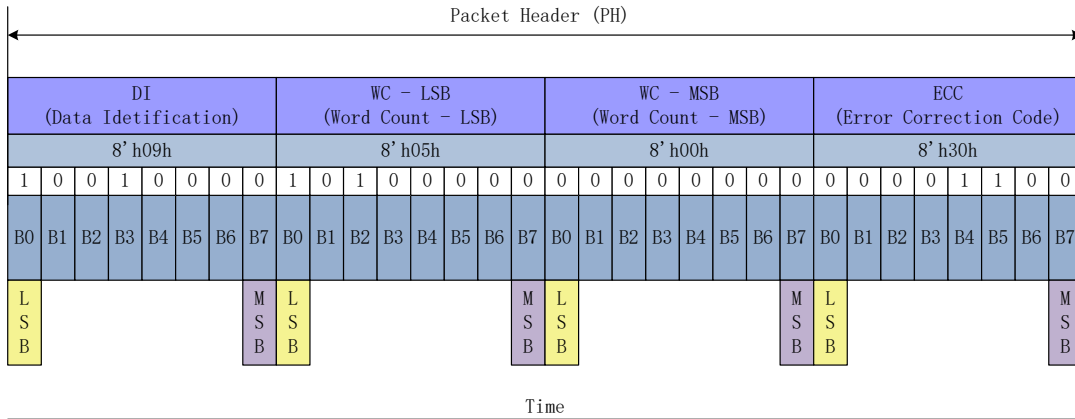 Packet Header (PH)
DI WC - LSB WC - MSB ECC
(Data Idetification) (Word Count - LSB) (Word Count - MSB) (Error Correction Code)
8'h09h 8'h05h 8'h00h 8'h30h
1 0 0 1 0 0 0 0 1 0 1 0 0 0 0 0 0 0 0 0 0 0 0 0 0 0 0 0 1 1 0 0
B0 B1 B2 B3 B4 B5 B6 B7 B0 B1 B2 B3 B4 B5 B6 B7 B0 B1 B2 B3 B4 B5 B6 B7 B0 B1 B2 B3 B4 B5 B6 B7
L M L M L M L M
S S S S S S S S
B B B B B B B B
Time